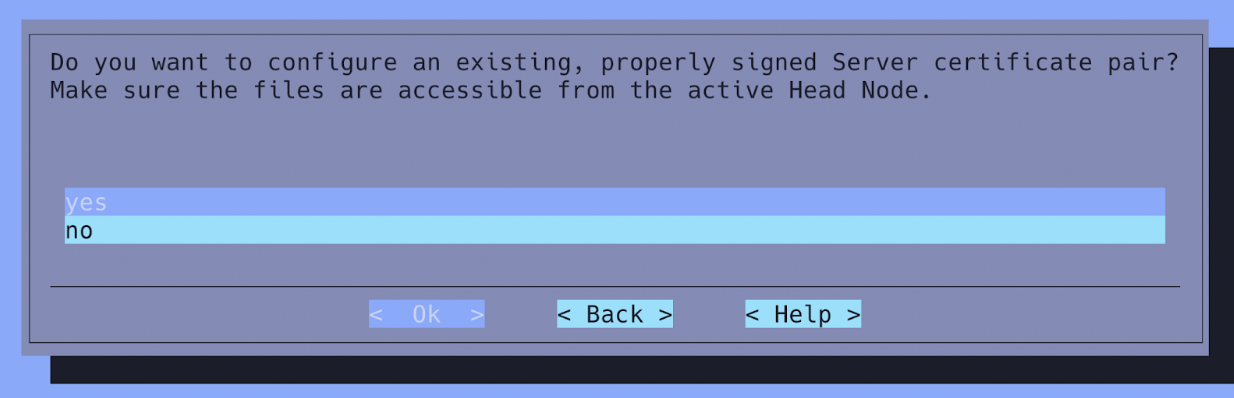 Do you want to configure an existing, properly signed Server certificate pair?
Make sure the files are accessible from the active Head Node.
yes
no
<  Ok  > < Back > < Help >